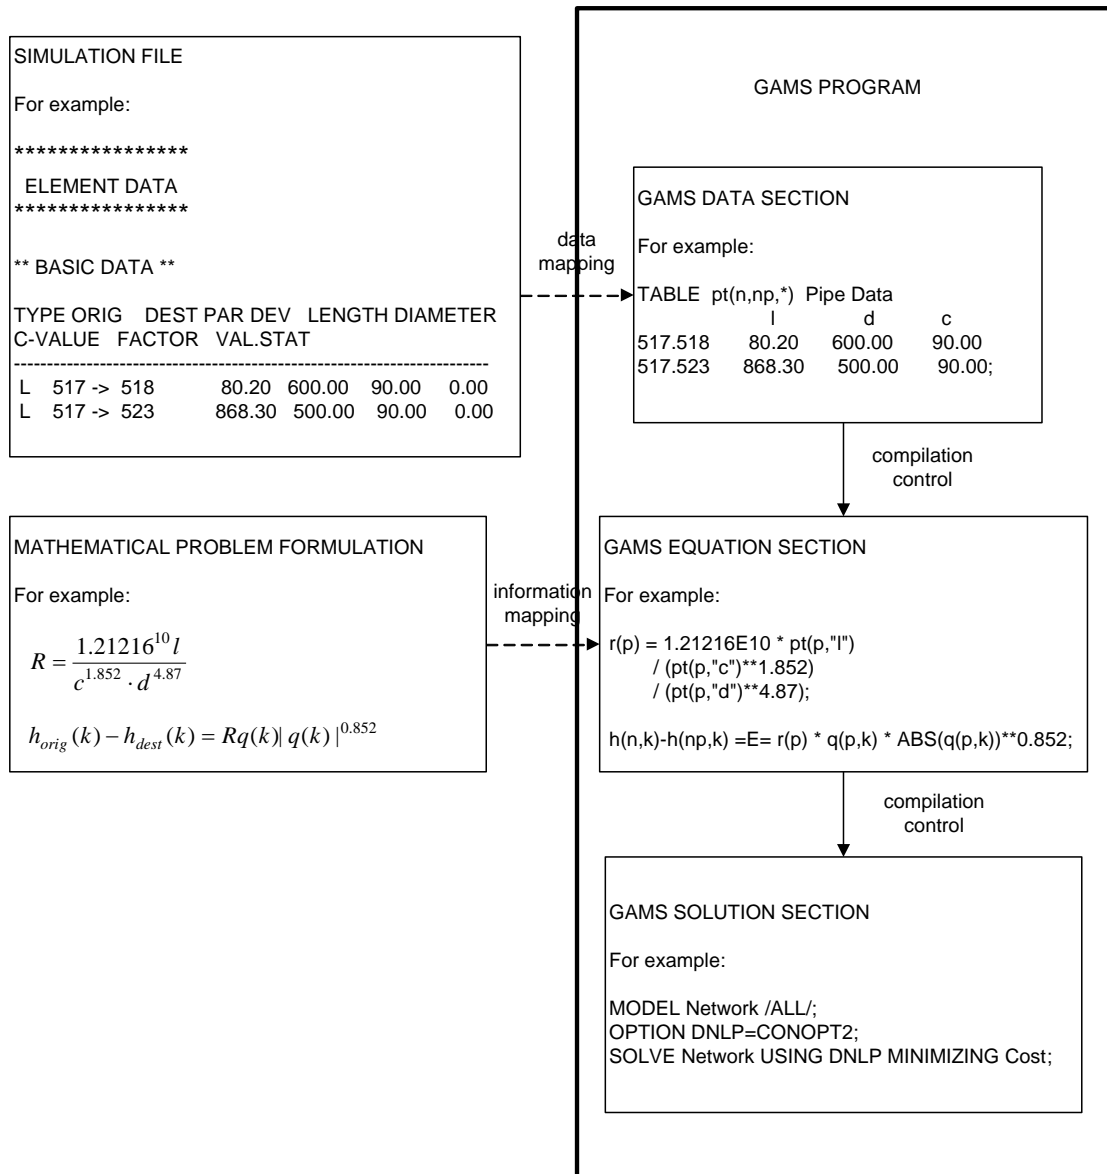 SIMULATION FILE
For example:
****************
ELEMENT DATA
****************
** BASIC DATA **
TYPE ORIG DEST PAR DEV LENGTH DIAMETER
C-VALUE FACTOR VAL.STAT
--------------------------------------------------------------------------
L 517 -> 518 80.20 600.00 90.00 0.00
L 517 -> 523 868.30 500.00 90.00 0.00
data
mapping
GAMS PROGRAM
GAMS DATA SECTION
For example:
TABLE pt(n,np,*) Pipe Data
l d c
517.518 80.20 600.00 90.00
517.523 868.30 500.00 90.00;
compilation
control
MATHEMATICAL PROBLEM FORMULATION
For example:
R = \frac{1.21216^{10} l}{c^{1.852} \cdot d^{4.87}}
h_{orig}(k) - h_{dest}(k) = Rq(k)| q(k) |^{0.852}
information
mapping
GAMS EQUATION SECTION
For example:
r(p) = 1.21216E10 * pt(p,"l")
/ (pt(p,"c")**1.852)
/ (pt(p,"d")**4.87);
h(n,k)-h(np,k) =E= r(p) * q(p,k) * ABS(q(p,k))**0.852;
compilation
control
GAMS SOLUTION SECTION
For example:
MODEL Network /ALL/;
OPTION DNLP=CONOPT2;
SOLVE Network USING DNLP MINIMIZING Cost;